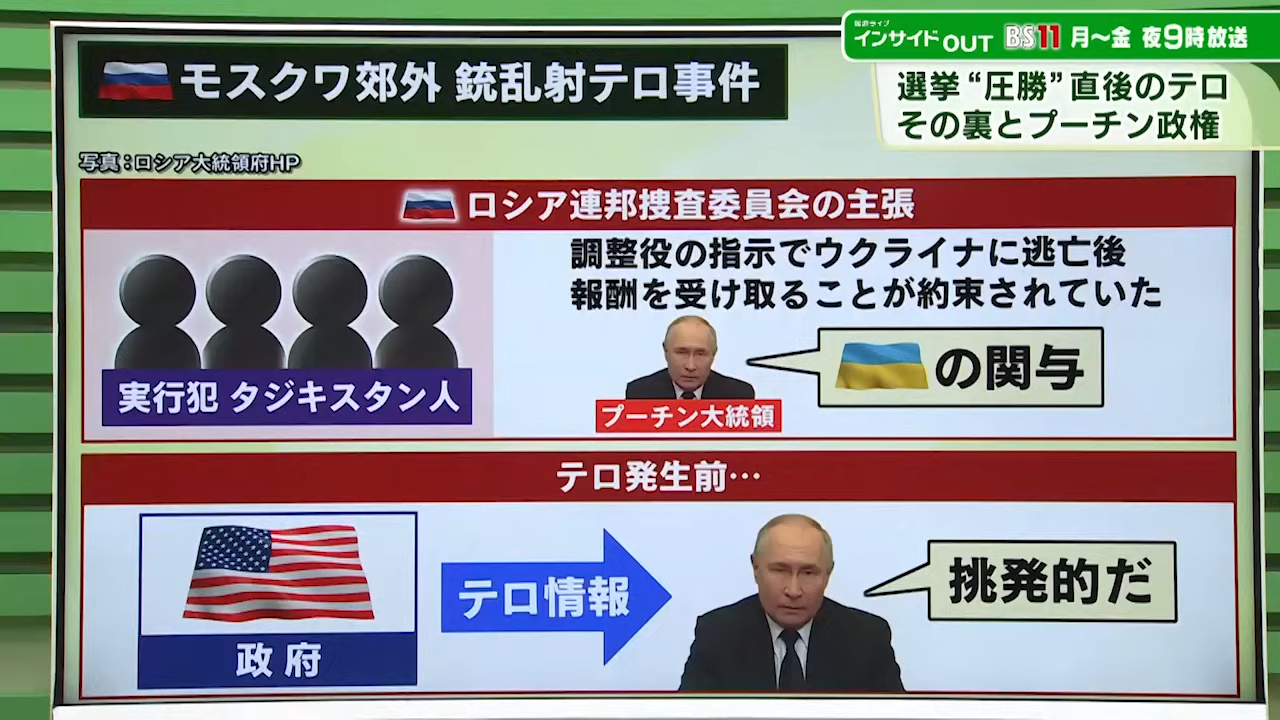 報道ライブ
インサイドOUT BS11 月〜金 夜9時放送
選挙“圧勝”直後のテロ
その裏とプーチン政権
モスクワ郊外 銃乱射テロ事件
写真:ロシア大統領府HP
ロシア連邦捜査委員会の主張
調整役の指示でウクライナに逃亡後
報酬を受け取ることが約束されていた
実行犯 タジキスタン人
の関与
プーチン大統領
テロ発生前…
テロ情報
挑発的だ
政府